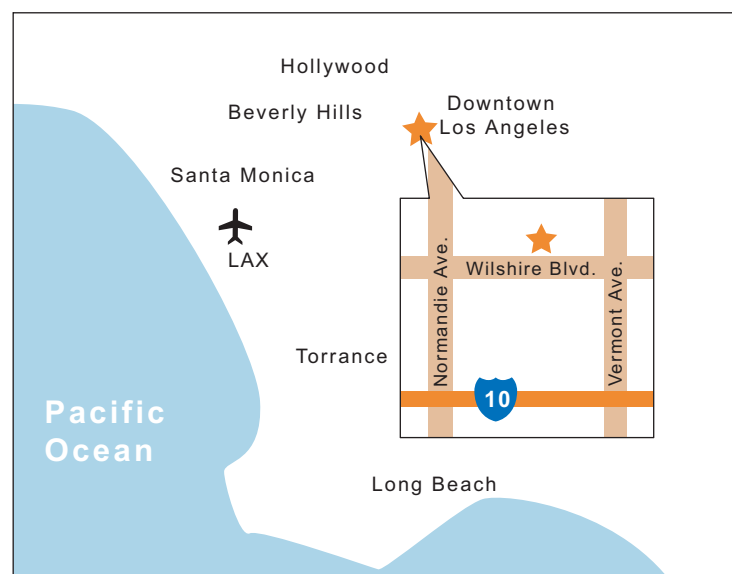 Hollywood
Beverly Hills
Downtown
Los Angeles
Santa Monica
LAX
Normandie Ave.
Wilshire Blvd.
Vermont Ave.
Torrance
10
Pacific
Ocean
Long Beach